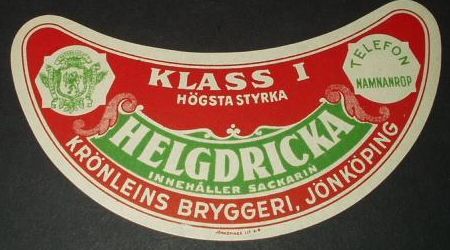 KLASS I
HÖGSTA STYRKA
TELEFON
NAMNANROP
HELGDRICKA
INNEHÅLLER SACKARIN
KRÖNLEINS BRYGGERI, JÖNKÖPING